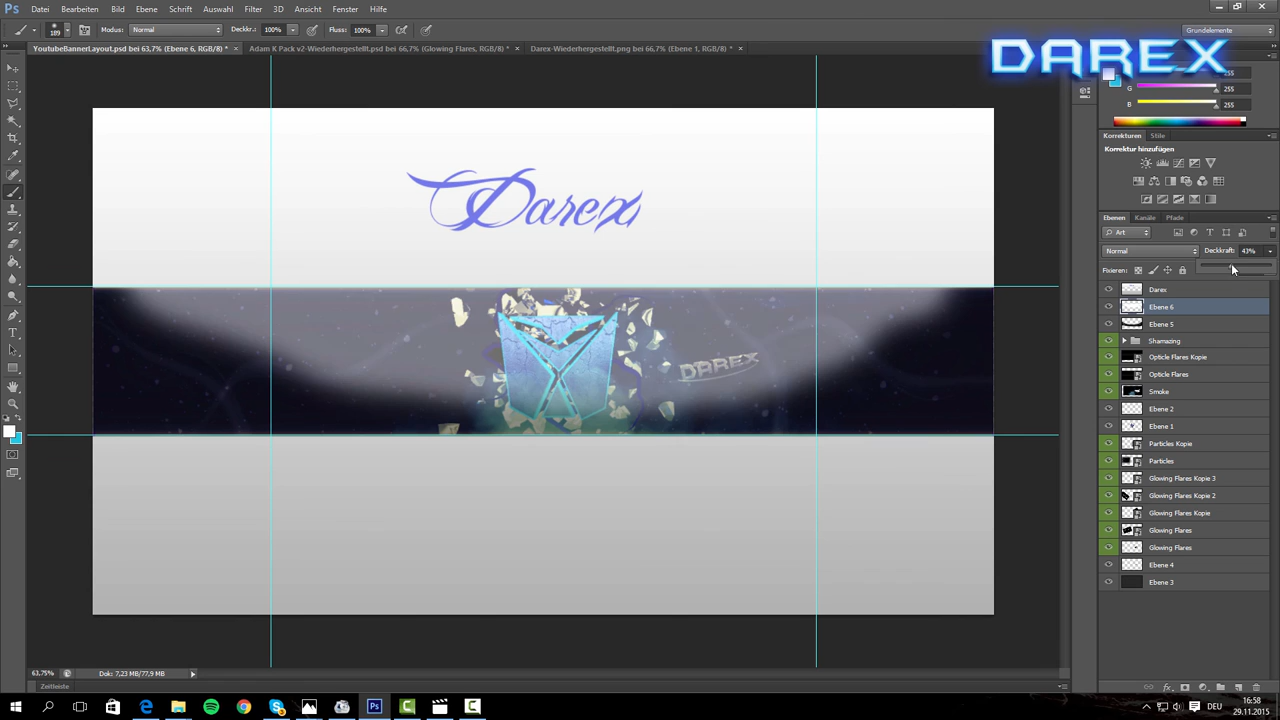 Ps Datei Bearbeiten Bild Ebene Schrift Auswahl Filter 3D Ansicht Fenster Hilfe
189 Modus: Normal Deckkr.: 100% Fluss: 100% Grundelemente
YoutubeBannerLayout.psd bei 63,7% (Ebene 6, RGB/8) * × Adam K Pack v2-Wiederhergestellt.psd bei 66,7% (Glowing Flares, RGB/8) * × Darex-Wiederhergestellt.png bei 66,7% (Ebene 1, RGB/8) * ×
DAREX
255
G 255
B 255
Korrekturen Stile
Korrektur hinzufügen
Darex
Ebenen Kanäle Pfade
Art
Normal Deckkraft: 43%
Fixieren:
Darex
Ebene 6
Ebene 5
Shamazing
Opticle Flares Kopie
Opticle Flares
Smoke
Ebene 2
Ebene 1
Particles Kopie
Particles
Glowing Flares Kopie 3
Glowing Flares Kopie 2
Glowing Flares Kopie
Glowing Flares
Glowing Flares
Ebene 4
Ebene 3
DAREX
63,75% Dok: 7,23 MB/77,9 MB
Zeitleiste
DEU
16:58
29.11.2015